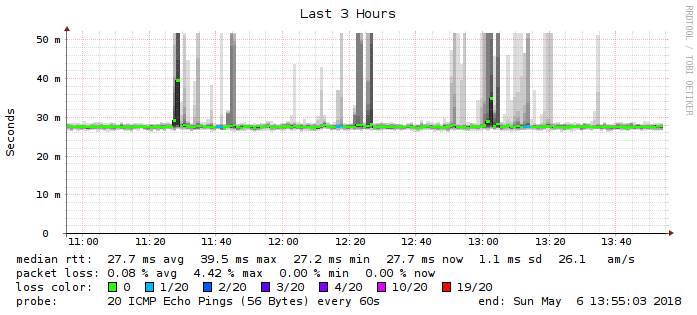 Last 3 Hours
RRDTOOL / TOBI OETIKER
Seconds
50 m
40 m
30 m
20 m
10 m
0
11:00 11:20 11:40 12:00 12:20 12:40 13:00 13:20 13:40
median rtt: 27.7 ms avg 39.5 ms max 27.2 ms min 27.7 ms now 1.1 ms sd 26.1 am/s
packet loss: 0.08 % avg 4.42 % max 0.00 % min 0.00 % now
loss color: 0 1/20 2/20 3/20 4/20 10/20 19/20
probe: 20 ICMP Echo Pings (56 Bytes) every 60s end: Sun May 6 13:55:03 2018